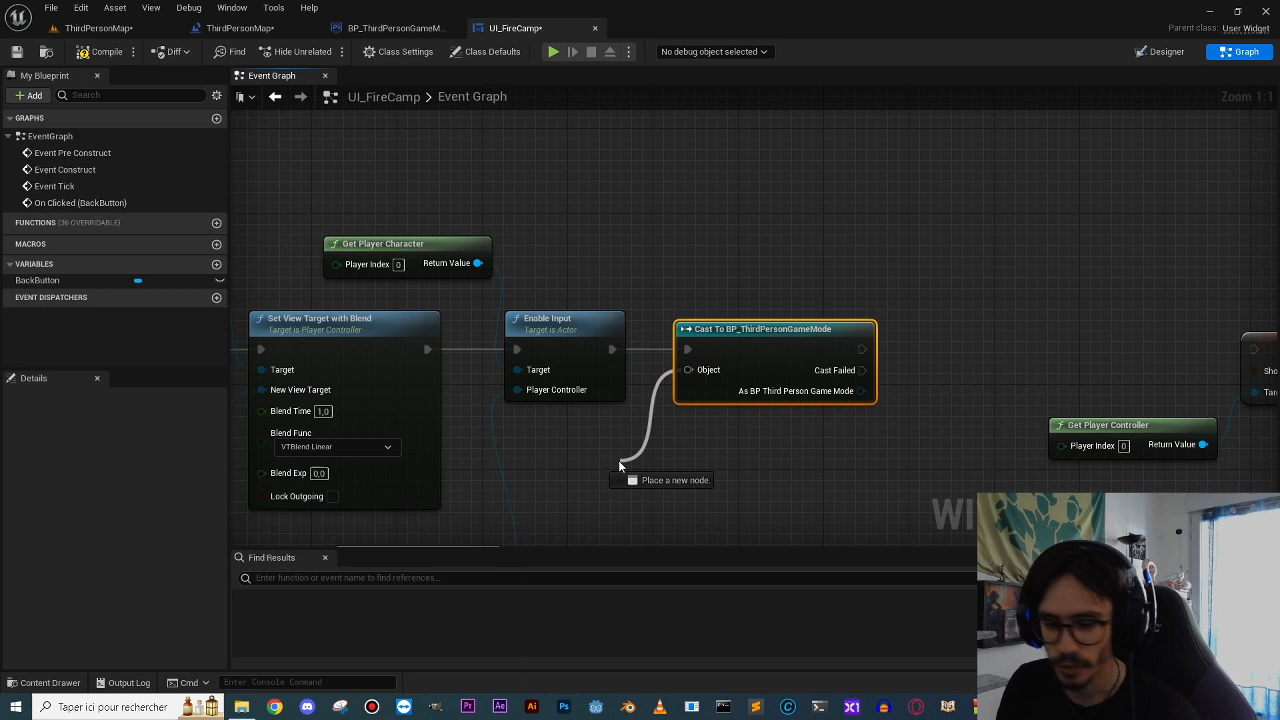 File Edit Asset View Debug Window Tools Help
ThirdPersonMap• ThirdPersonMap• BP_ThirdPersonGameM... UI_FireCamp•
Parent class: User Widget
Compile Diff Find Hide Unrelated Class Settings Class Defaults No debug object selected Designer Graph
My Blueprint Event Graph
Add Search UI_FireCamp > Event Graph Zoom 1:1
GRAPHS
EventGraph
Event Pre Construct
Event Construct
Event Tick
On Clicked (BackButton)
FUNCTIONS (36 OVERRIDABLE)
MACROS
VARIABLES
BackButton
EVENT DISPATCHERS
Details
Get Player Character
Player Index 0 Return Value
Set View Target with Blend
Target is Player Controller
Target
New View Target
Blend Time 1,0
Blend Func
VTBlend Linear
Blend Exp 0,0
Lock Outgoing
Enable Input
Target is Actor
Target
Player Controller
Cast To BP_ThirdPersonGameMode
Object Cast Failed
As BP Third Person Game Mode
Place a new node.
Get Player Controller
Player Index 0 Return Value
Sho
Tar
WI
Find Results
Enter function or event name to find references...
Content Drawer Output Log Cmd Enter Console Command
Taper ici pour rechercher